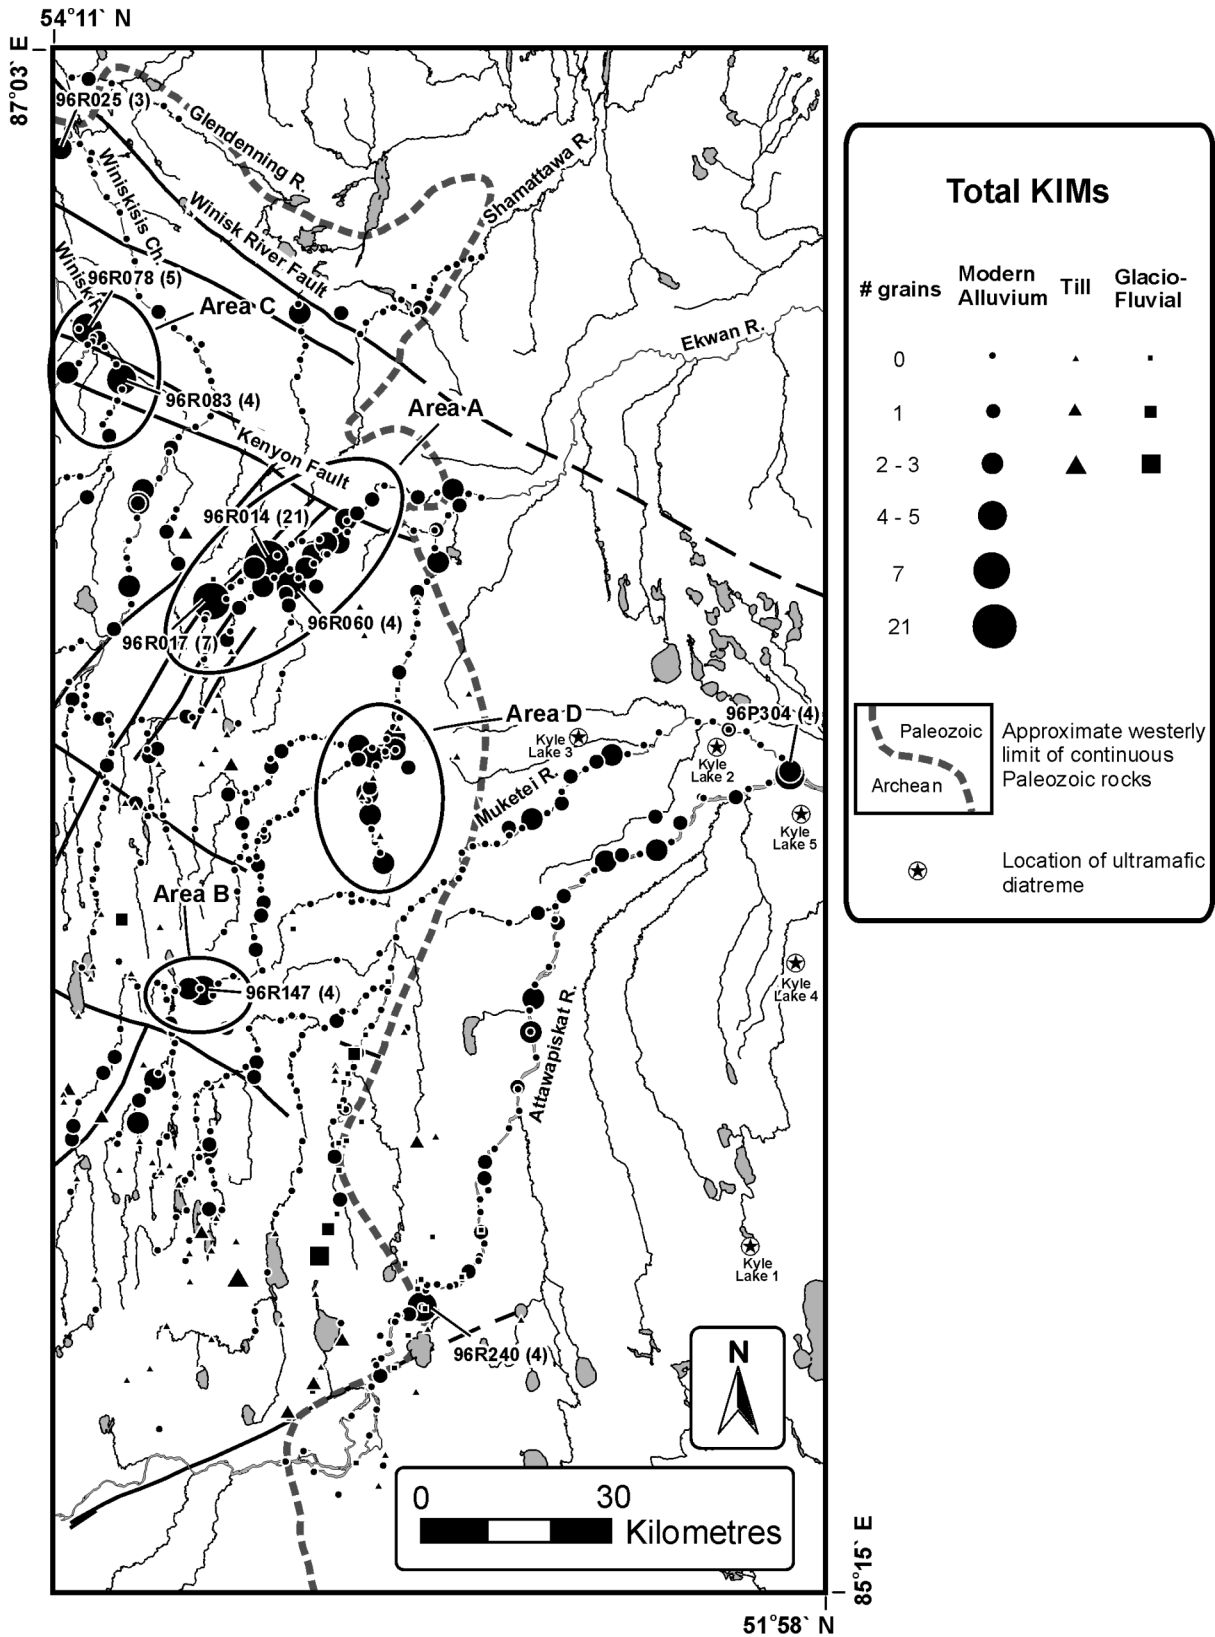 54°11` N
87°03` E
96R025 (3)
Glendenning R.
Winiskisis Ch.
Shamattawa R.
Winisk River Fault
Winisk R.
96R078 (5)
Area C
Ekwan R.
96R083 (4)
Area A
Kenyon Fault
96R014 (21)
96R060 (4)
96R017 (7)
Area D
96P304 (4)
Kyle
Lake 3
Kyle
Lake 2
Muketei R.
Kyle
Lake 5
Area B
96R147 (4)
Kyle
Lake 4
Attawapiskat R.
Kyle
Lake 1
96R240 (4)
N
0 30
Kilometres
85°15` E
51°58` N
Total KIMs
# grains
Modern
Alluvium
Till
Glacio-
Fluvial
0
1
2 - 3
4 - 5
7
21
Paleozoic
Archean
Approximate westerly
limit of continuous
Paleozoic rocks
Location of ultramafic
diatreme